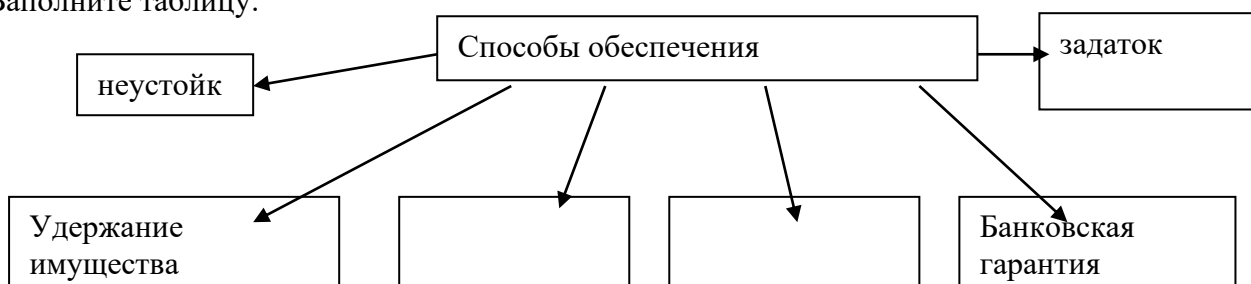 Заполните таблицу.
Способы обеспечения
задаток
неустойк
Удержание
имущества
Банковская
гарантия